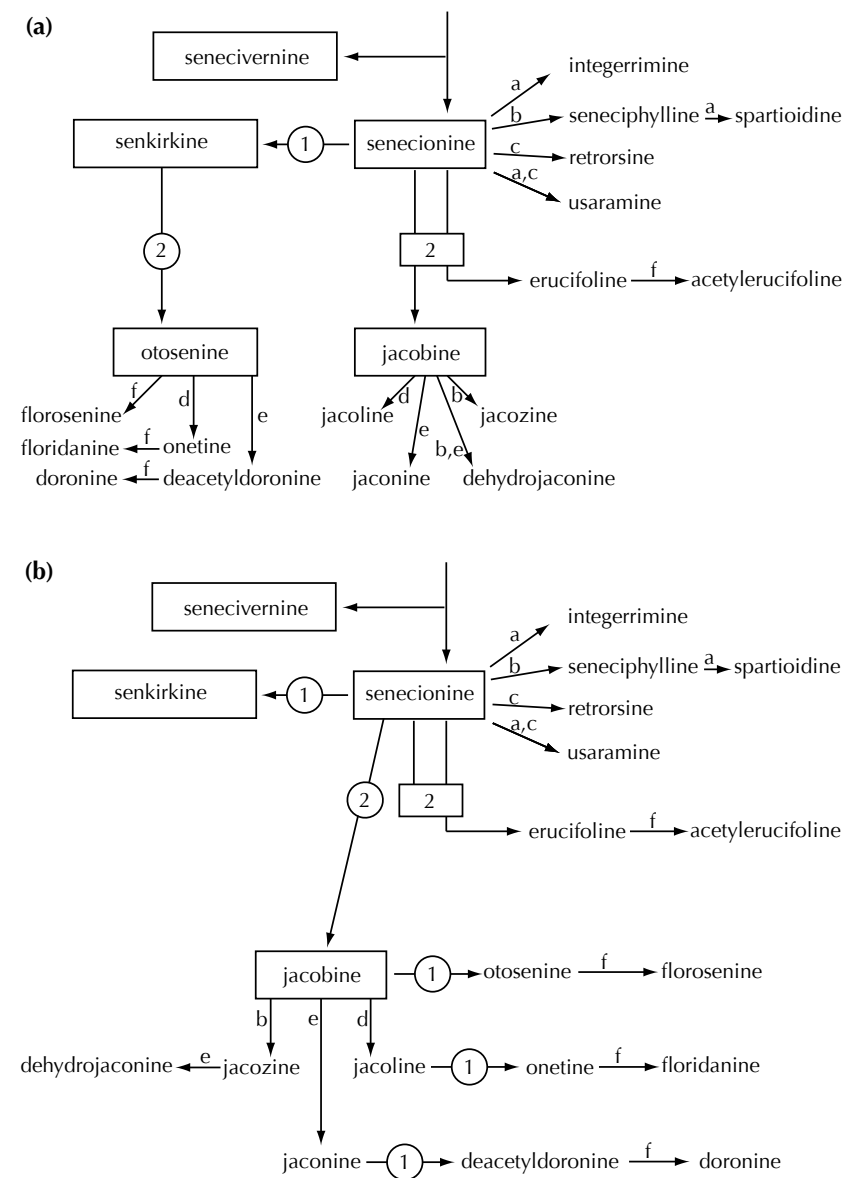 (a)
senecivernine
integerrimine
a
b
seneciphylline
a
spartioidine
senkirkine
1
senecionine
c
retrorsine
a,c
usaramine
2
2
erucifoline
f
acetylerucifoline
otosenine
jacobine
f
d
e
d
e
b,e
b
florosenine
jacoline
jacozine
floridanine
f
onetine
doronine
f
deacetyldoronine
jaconine
dehydrojaconine
(b)
senecivernine
integerrimine
a
b
seneciphylline
a
spartioidine
senkirkine
1
senecionine
c
retrorsine
a,c
usaramine
2
2
erucifoline
f
acetylerucifoline
jacobine
1
otosenine
f
florosenine
b
e
d
dehydrojaconine
e
jacozine
jacoline
1
onetine
f
floridanine
jaconine
1
deacetyldoronine
f
doronine